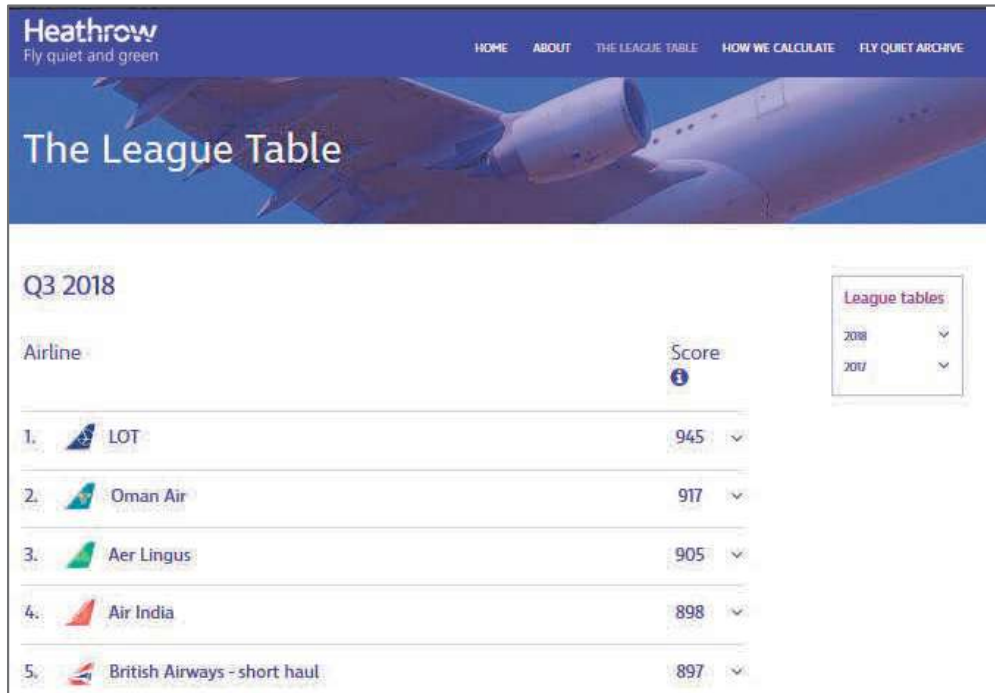 Heathrow
Fly quiet and green
HOME ABOUT THE LEAGUE TABLE HOW WE CALCULATE FLY QUIET ARCHIVE
The League Table
Q3 2018
League tables
2018
2017
Airline Score
1. LOT 945
2. Oman Air 917
3. Aer Lingus 905
4. Air India 898
5. British Airways - short haul 897